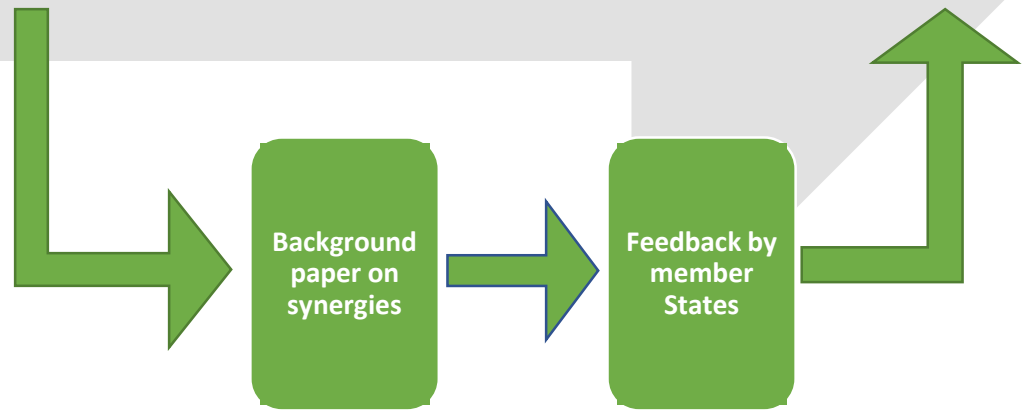 Background
paper on
synergies
Feedback by
member
States